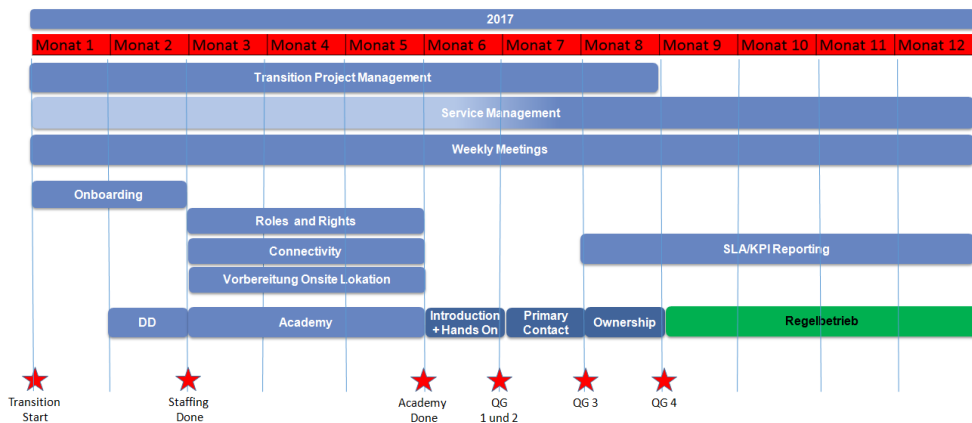 2017
Monat 1 Monat 2 Monat 3 Monat 4 Monat 5 Monat 6 Monat 7 Monat 8 Monat 9 Monat 10 Monat 11 Monat 12
Transition Project Management
Service Management
Weekly Meetings
Onboarding
Roles and Rights
Connectivity
SLA/KPI Reporting
Vorbereitung Onsite Lokation
DD
Academy
Introduction
+ Hands On
Primary
Contact
Ownership
Regelbetrieb
Transition
Start
Staffing
Done
Academy
Done
QG
1 und 2
QG 3
QG 4